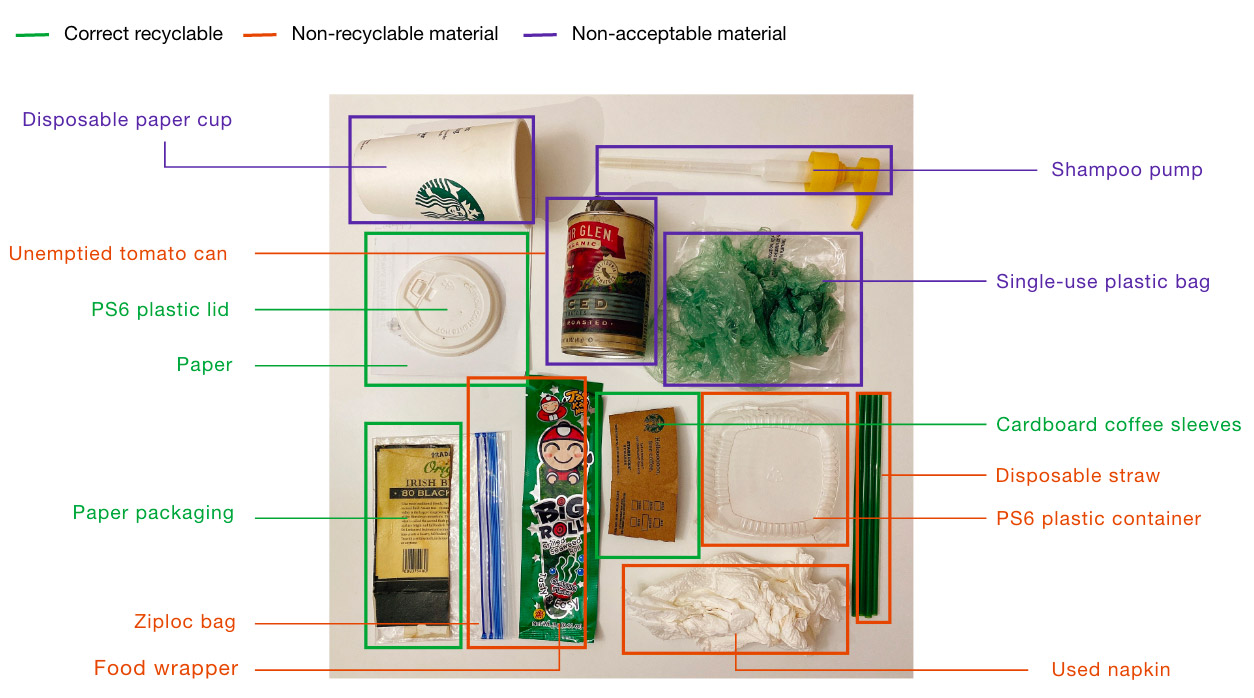 Correct recyclable
Non-recyclable material
Non-acceptable material
Disposable paper cup
Shampoo pump
Unemptied tomato can
PS6 plastic lid
Paper
Single-use plastic bag
Cardboard coffee sleeves
Disposable straw
PS6 plastic container
Paper packaging
Ziploc bag
Food wrapper
Used napkin
GLEN
IRISH B
80 BLACK
BIG
ROLL